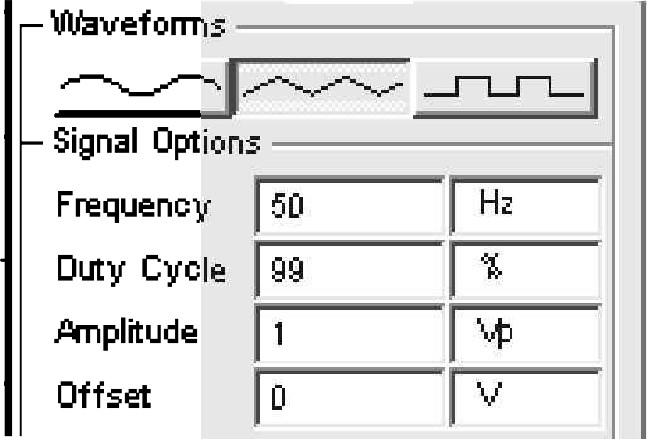 Waveforms
Signal Options
Frequency 50 Hz
Duty Cycle 99 %
Amplitude 1 Vp
Offset 0 V